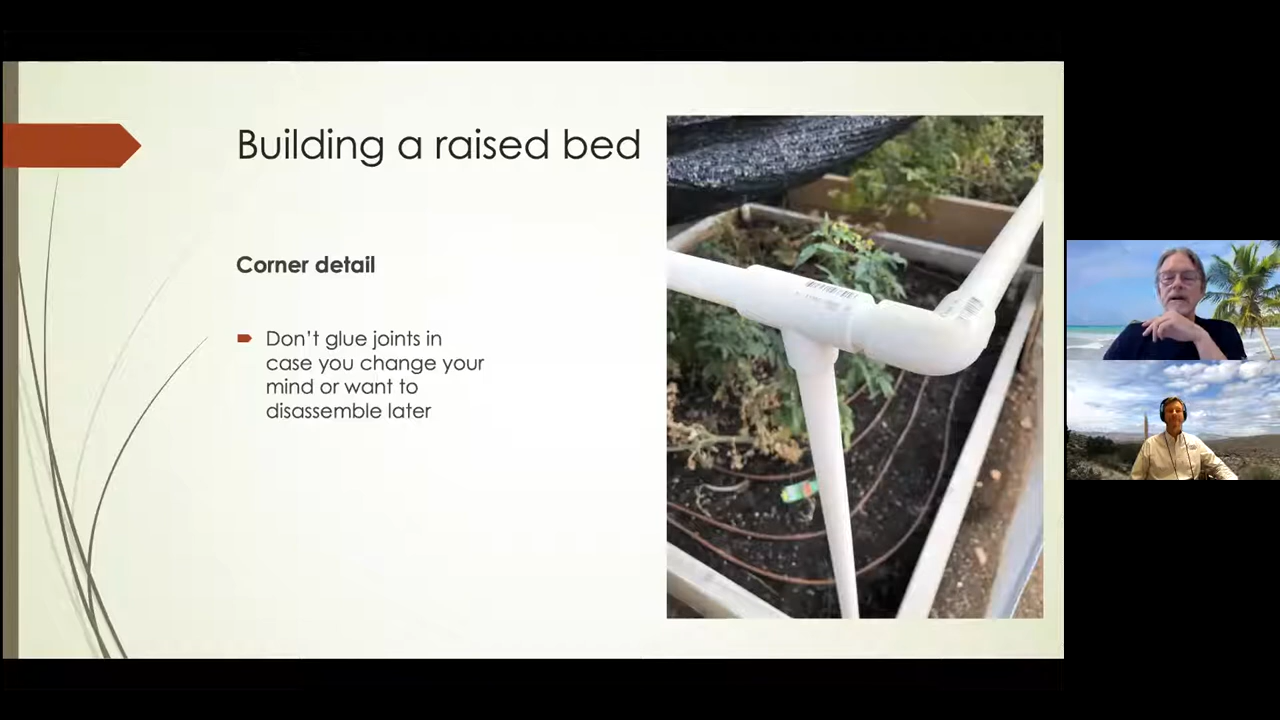 Building a raised bed
Corner detail
Don’t glue joints in
case you change your
mind or want to
disassemble later